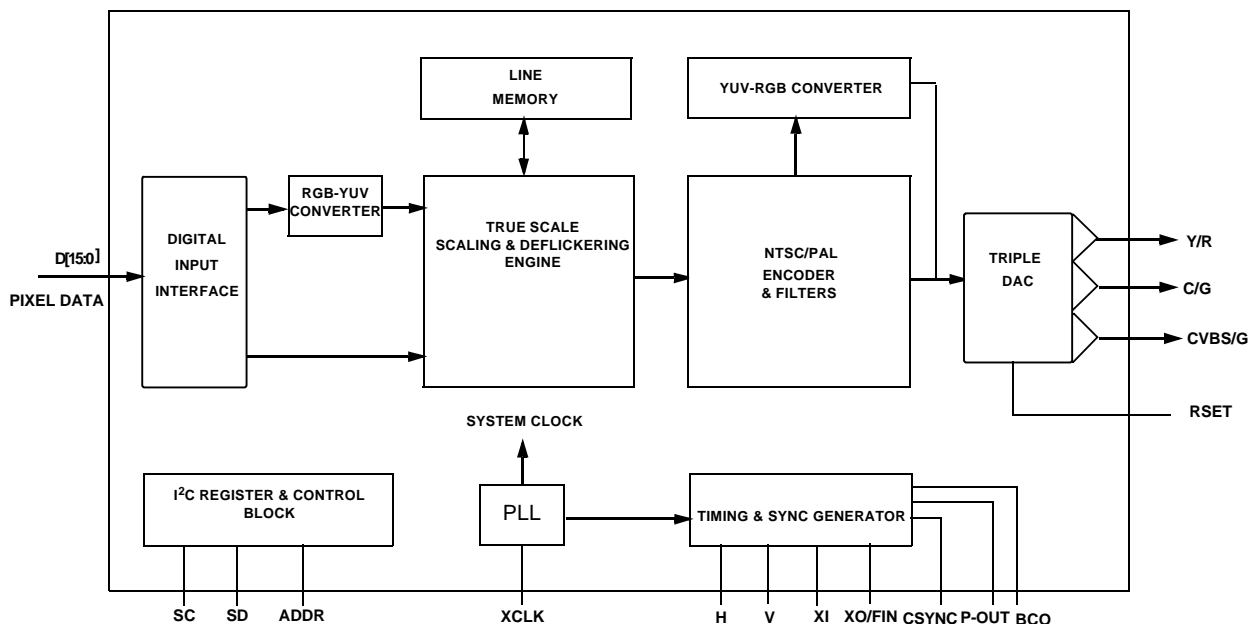 LINE
MEMORY
YUV-RGB CONVERTER
RGB-YUV
CONVERTER
TRUE SCALE
SCALING & DEFLICKERING
ENGINE
DIGITAL
INPUT
INTERFACE
D[15:0]
PIXEL DATA
NTSC/PAL
ENCODER
& FILTERS
TRIPLE
DAC
Y/R
C/G
CVBS/G
RSET
SYSTEM CLOCK
I²C REGISTER & CONTROL
BLOCK
PLL
TIMING & SYNC GENERATOR
SC SD ADDR XCLK H V XI XO/FIN CSYNC P-OUT BCO